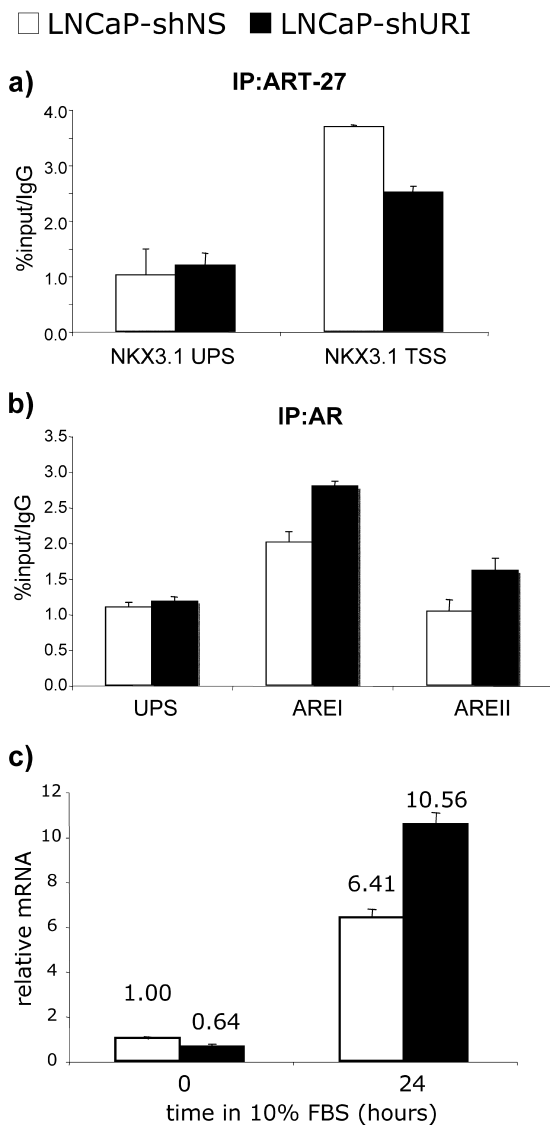 LNCaP-shNS LNCaP-shURI
a)
IP:ART-27
%input/IgG
4.0
3.0
2.0
1.0
0.0
NKX3.1 UPS NKX3.1 TSS
b)
IP:AR
%input/IgG
3.5
3.0
2.5
2.0
1.5
1.0
0.5
0.0
UPS AREI AREII
c)
relative mRNA
12
10
8
6
4
2
0
1.00
0.64
6.41
10.56
0 24
time in 10% FBS (hours)